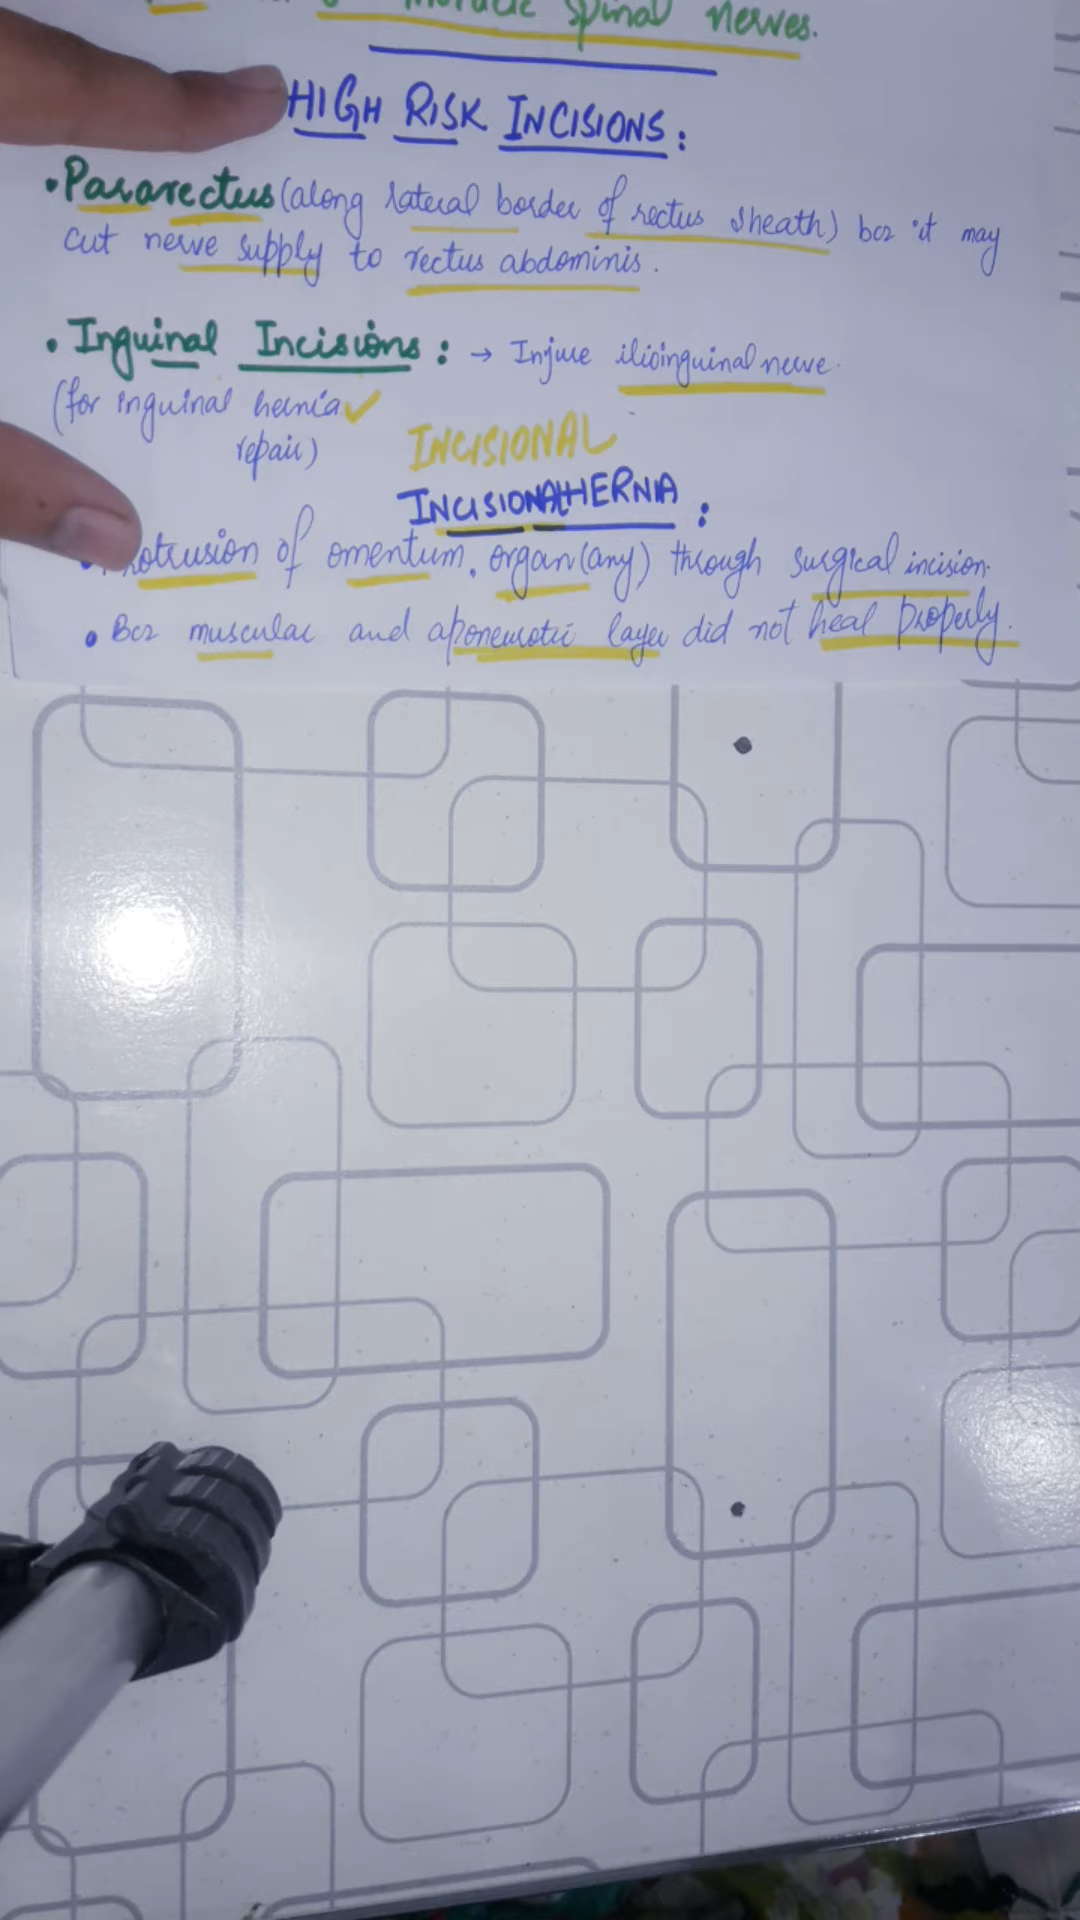 spinal nerves.
HIGH RISK INCISIONS:
• Pararectus (along lateral border of rectus sheath) bcz it may
cut nerve supply to rectus abdominis.
• Inguinal Incisions: → Injure ilioinguinal nerve.
(for inguinal hernia ✓
repair)
INCISIONAL
INCISIONAL HERNIA:
of omentum, organ (any) through surgical incision.
• Bcz muscular and aponeurotic layer did not heal properly.